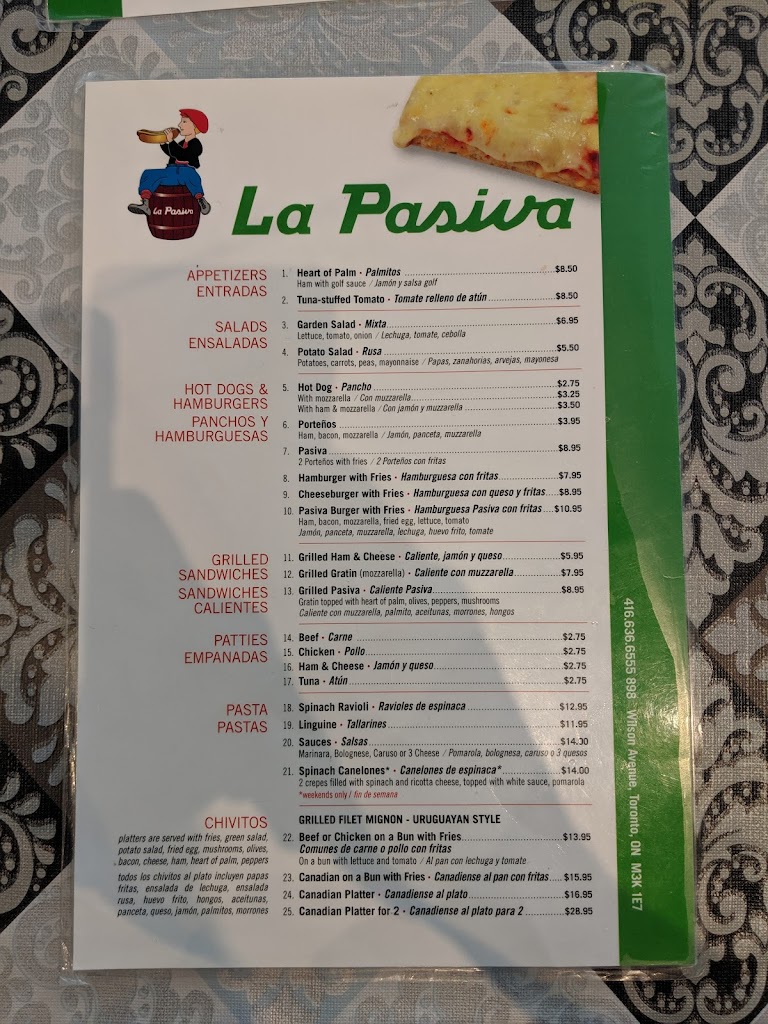 La Pasiva
La Pasiva
APPETIZERS
ENTRADAS
1. Heart of Palm • Palmitos $8.50
Ham with golf sauce / Jamón y salsa golf
2. Tuna-stuffed Tomato • Tomate relleno de atún $8.50
SALADS
ENSALADAS
3. Garden Salad • Mixta $6.95
Lettuce, tomato, onion / Lechuga, tomate, cebolla
4. Potato Salad • Rusa $5.50
Potatoes, carrots, peas, mayonnaise / Papas, zanahorias, arvejas, mayonesa
HOT DOGS &
HAMBURGERS
PANCHOS Y
HAMBURGUESAS
5. Hot Dog • Pancho $2.75
With mozzarella / Con muzzarella $3.25
With ham & mozzarella / Con jamón y muzzarella $3.50
6. Porteños $3.95
Ham, bacon, mozzarella / Jamón, panceta, muzzarella
7. Pasiva $8.95
2 Porteños with fries / 2 Porteños con fritas
8. Hamburger with Fries • Hamburguesa con fritas $7.95
9. Cheeseburger with Fries • Hamburguesa con queso y fritas $8.95
10. Pasiva Burger with Fries • Hamburguesa Pasiva con fritas $10.95
Ham, bacon, mozzarella, fried egg, lettuce, tomato
Jamón, panceta, muzzarella, lechuga, huevo frito, tomate
GRILLED
SANDWICHES
SANDWICHES
CALIENTES
11. Grilled Ham & Cheese • Caliente, jamón y queso $5.95
12. Grilled Gratin (mozzarella) • Caliente con muzzarella $7.95
13. Grilled Pasiva • Caliente Pasiva $8.95
Gratin topped with heart of palm, olives, peppers, mushrooms
Caliente con muzzarella, palmito, aceitunas, morrones, hongos
PATTIES
EMPANADAS
14. Beef • Carne $2.75
15. Chicken • Pollo $2.75
16. Ham & Cheese • Jamón y queso $2.75
17. Tuna • Atún $2.75
PASTA
PASTAS
18. Spinach Ravioli • Ravioles de espinaca $12.95
19. Linguine • Tallarines $11.95
20. Sauces • Salsas $14.00
Marinara, Bolognese, Caruso or 3 Cheese / Pomarola, bolognesa, caruso o 3 quesos
21. Spinach Canelones* • Canelones de espinaca* $14.00
2 crepes filled with spinach and ricotta cheese, topped with white sauce, pomarola
*weekends only / fin de semana
CHIVITOS
platters are served with fries, green salad,
potato salad, fried egg, mushrooms, olives,
bacon, cheese, ham, heart of palm, peppers
todos los chivitos al plato incluyen papas
fritas, ensalada de lechuga, ensalada
rusa, huevo frito, hongos, aceitunas,
panceta, queso, jamón, palmitos, morrones
GRILLED FILET MIGNON - URUGUAYAN STYLE
22. Beef or Chicken on a Bun with Fries $13.95
Comunes de carne o pollo con fritas
On a bun with lettuce and tomato / Al pan con lechuga y tomate
23. Canadian on a Bun with Fries • Canadiense al pan con fritas $15.95
24. Canadian Platter • Canadiense al plato $16.95
25. Canadian Platter for 2 • Canadiense al plato para 2 $28.95
416.636.6555 898 Wilson Avenue, Toronto, ON M3K 1E7